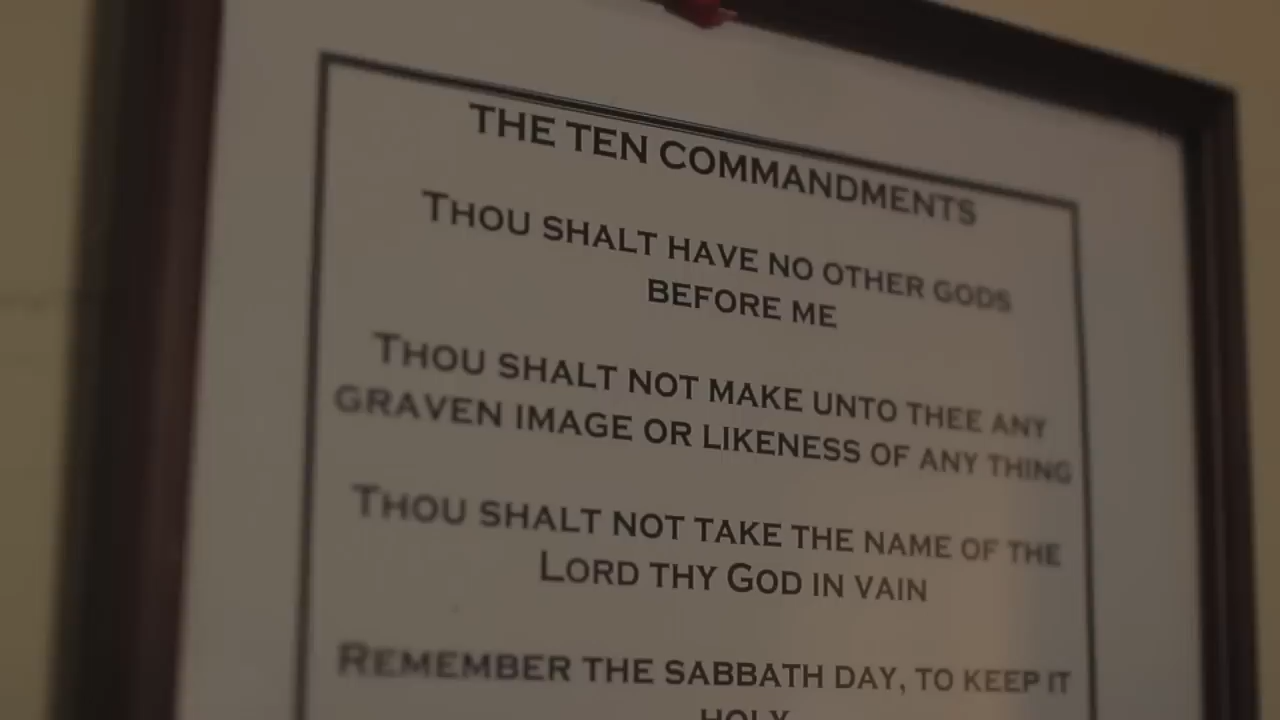 THE TEN COMMANDMENTS
THOU SHALT HAVE NO OTHER GODS
BEFORE ME
THOU SHALT NOT MAKE UNTO THEE ANY
GRAVEN IMAGE OR LIKENESS OF ANY THING
THOU SHALT NOT TAKE THE NAME OF THE
LORD THY GOD IN VAIN
REMEMBER THE SABBATH DAY, TO KEEP IT
HOLY